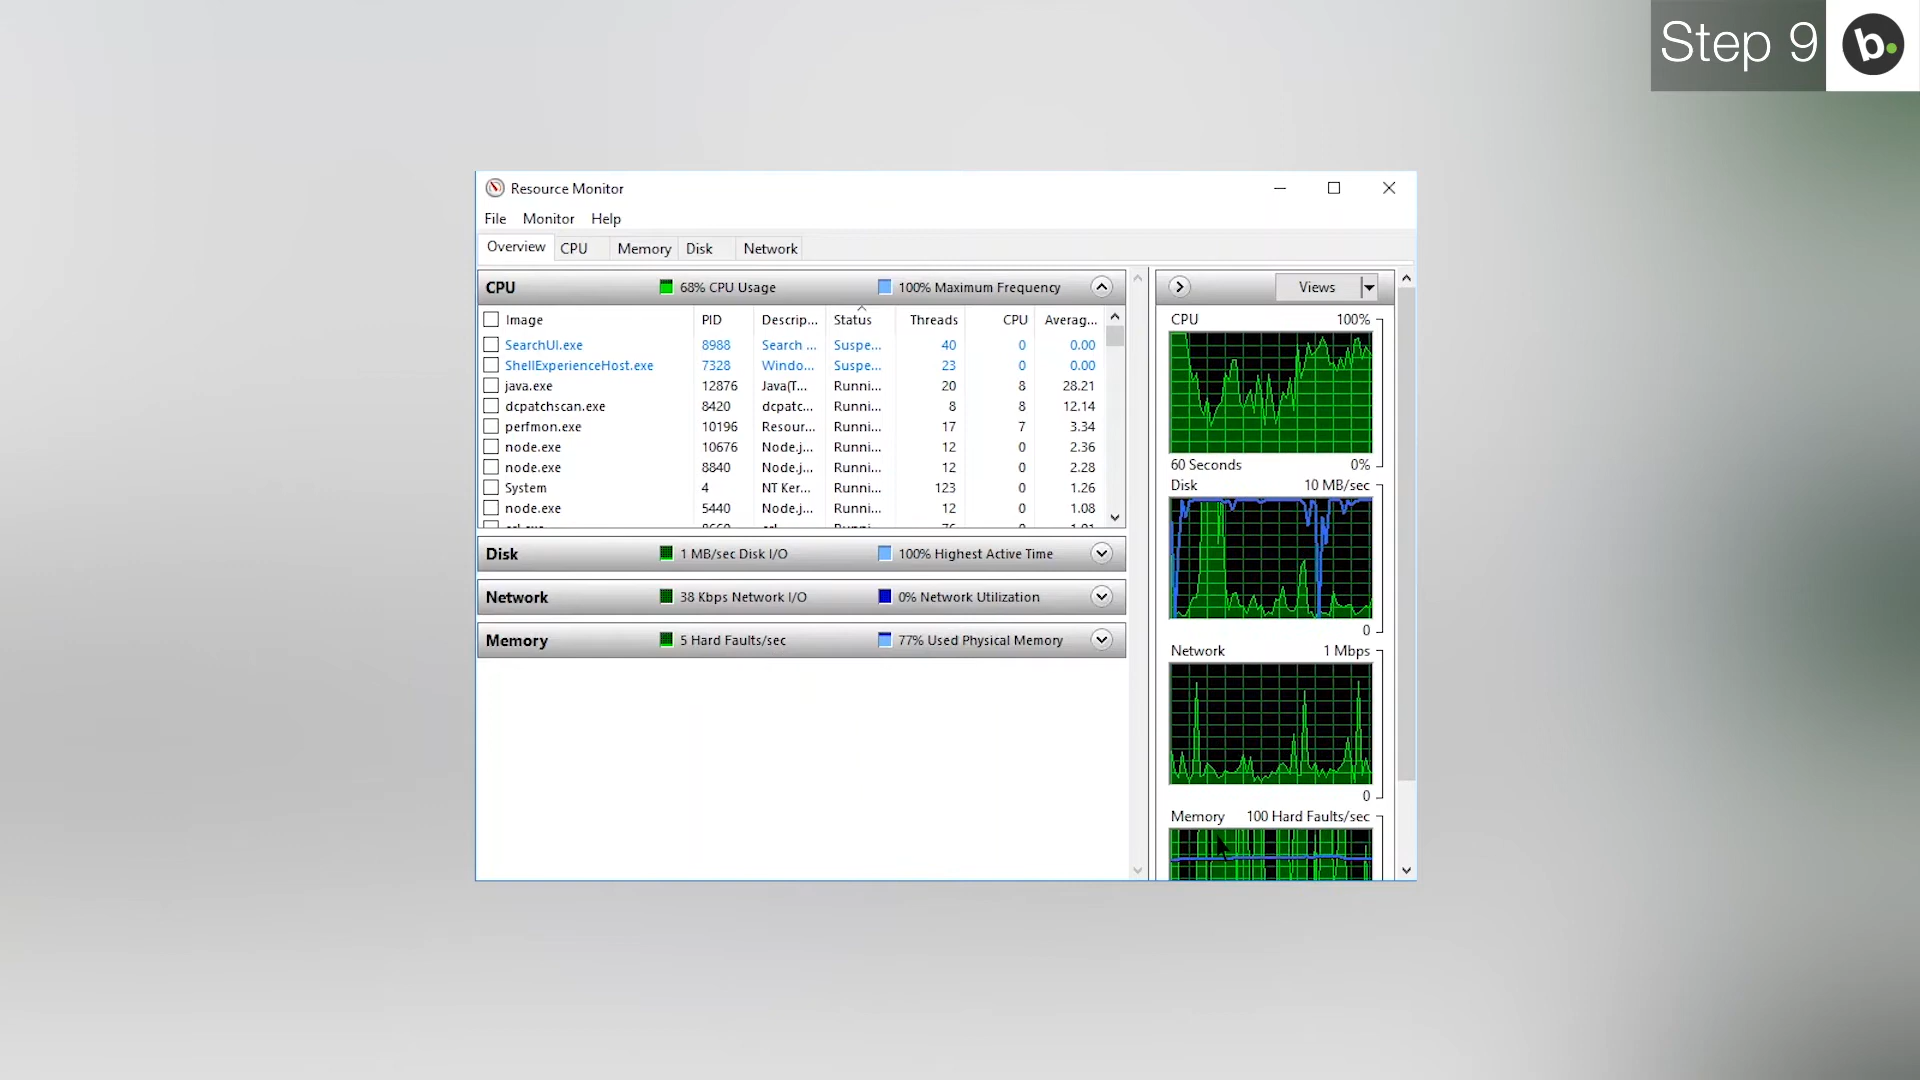 Step 9
b.
Resource Monitor
File Monitor Help
Overview CPU Memory Disk Network
CPU 68% CPU Usage 100% Maximum Frequency
Image PID Descrip... Status Threads CPU Averag...
SearchUI.exe 8988 Search ... Suspe... 40 0 0.00
ShellExperienceHost.exe 7328 Windo... Suspe... 23 0 0.00
java.exe 12876 Java(T... Runni... 20 8 28.21
dcpatchscan.exe 8420 dcpatc... Runni... 8 8 12.14
perfmon.exe 10196 Resour... Runni... 17 7 3.34
node.exe 10676 Node.j... Runni... 12 0 2.36
node.exe 8840 Node.j... Runni... 12 0 2.28
System 4 NT Ker... Runni... 123 0 1.26
node.exe 5440 Node.j... Runni... 12 0 1.08
Disk 1 MB/sec Disk I/O 100% Highest Active Time
Network 38 Kbps Network I/O 0% Network Utilization
Memory 5 Hard Faults/sec 77% Used Physical Memory
Views
CPU 100%
60 Seconds 0%
Disk 10 MB/sec
0
Network 1 Mbps
0
Memory 100 Hard Faults/sec